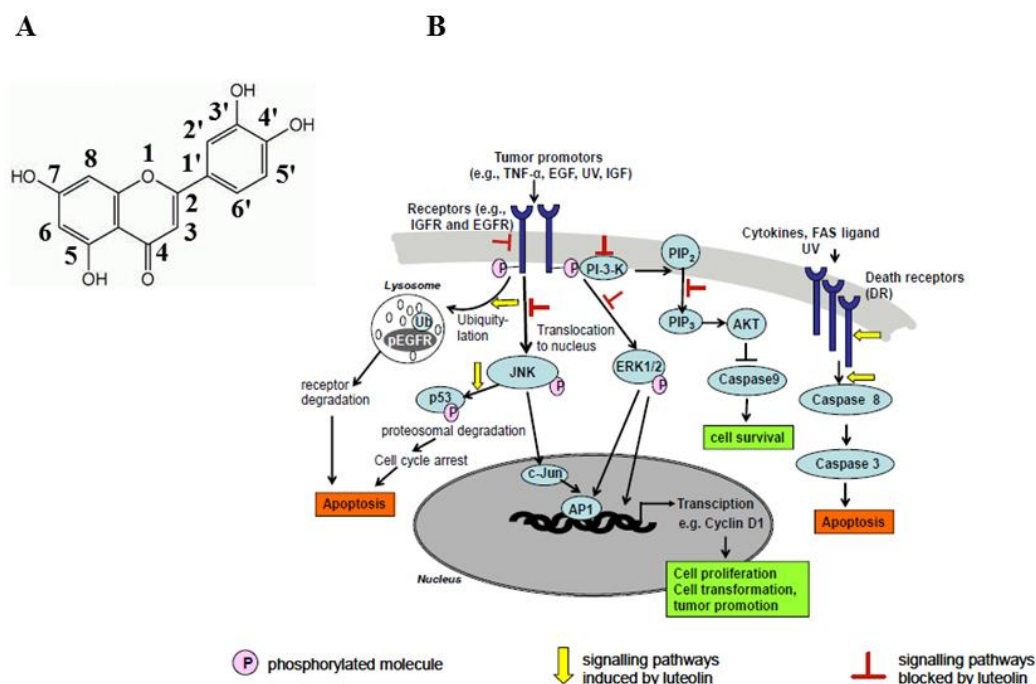 A
B
OH
3'
4'
OH
2'
8
1
1'
5'
HO
7
O
2
6'
6
5
4
3
OH
O
Tumor promotors
(e.g., TNF-α, EGF, UV, IGF)
Receptors (e.g.,
IGFR and EGFR)
P
P
PI-3-K
PIP2
PIP3
AKT
Caspase9
cell survival
Cytokines, FAS ligand
UV
Death receptors
(DR)
Caspase 8
Caspase 3
Apoptosis
Lysosome
Ub
pEGFR
Ubiquity-
lation
Translocation
to nucleus
receptor
degradation
JNK
P
ERK1/2
P
p53
P
proteosomal degradation
Cell cycle arrest
Apoptosis
c-Jun
AP1
Transciption
e.g. Cyclin D1
Nucleus
Cell proliferation
Cell transformation,
tumor promotion
P
phosphorylated molecule
signalling pathways
induced by luteolin
signalling pathways
blocked by luteolin